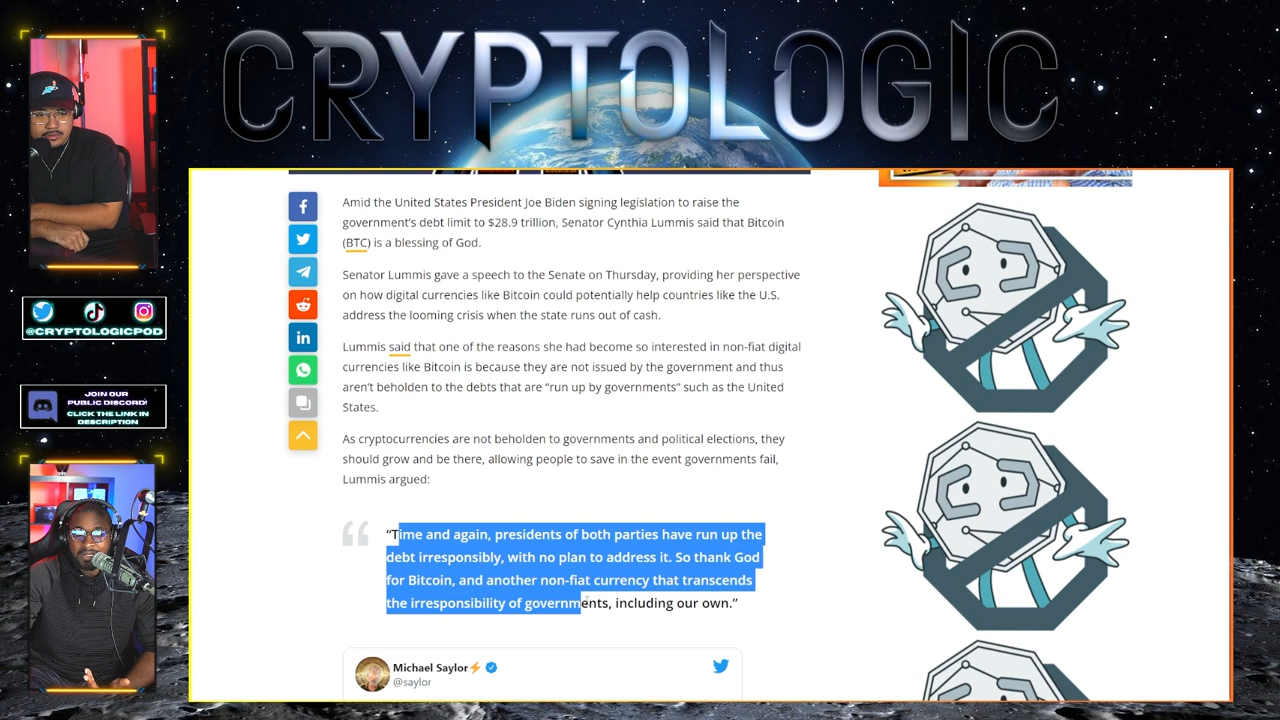 CRYPTOLOGIC
Amid the United States President Joe Biden signing legislation to raise the
government's debt limit to $28.9 trillion, Senator Cynthia Lummis said that Bitcoin
(BTC) is a blessing of God.
Senator Lummis gave a speech to the Senate on Thursday, providing her perspective
on how digital currencies like Bitcoin could potentially help countries like the U.S.
address the looming crisis when the state runs out of cash.
Lummis said that one of the reasons she had become so interested in non-fiat digital
currencies like Bitcoin is because they are not issued by the government and thus
aren't beholden to the debts that are “run up by governments” such as the United
States.
As cryptocurrencies are not beholden to governments and political elections, they
should grow and be there, allowing people to save in the event governments fail,
Lummis argued:
“Time and again, presidents of both parties have run up the
debt irresponsibly, with no plan to address it. So thank God
for Bitcoin, and another non-fiat currency that transcends
the irresponsibility of governments, including our own.”
Michael Saylor⚡
@saylor
@CRYPTOLOGICPOD
JOIN OUR
PUBLIC DISCORD!
CLICK THE LINK IN
DESCRIPTION